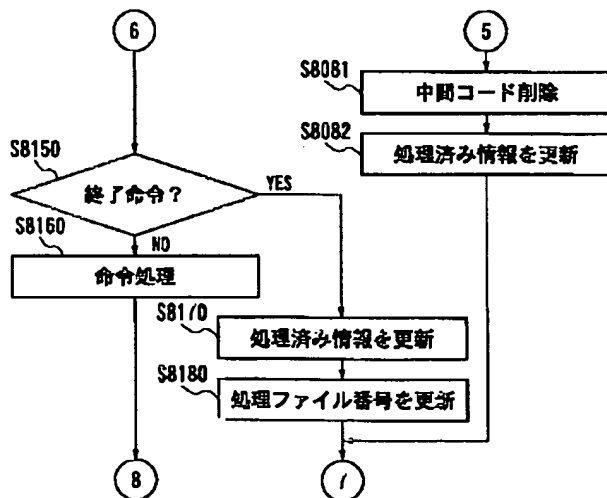 6
5
S8081
中間コード削除
S8082
処理済み情報を更新
S8150
終了命令？
YES
S8160
NO
命令処理
S8170
処理済み情報を更新
S8180
処理ファイル番号を更新
8
7